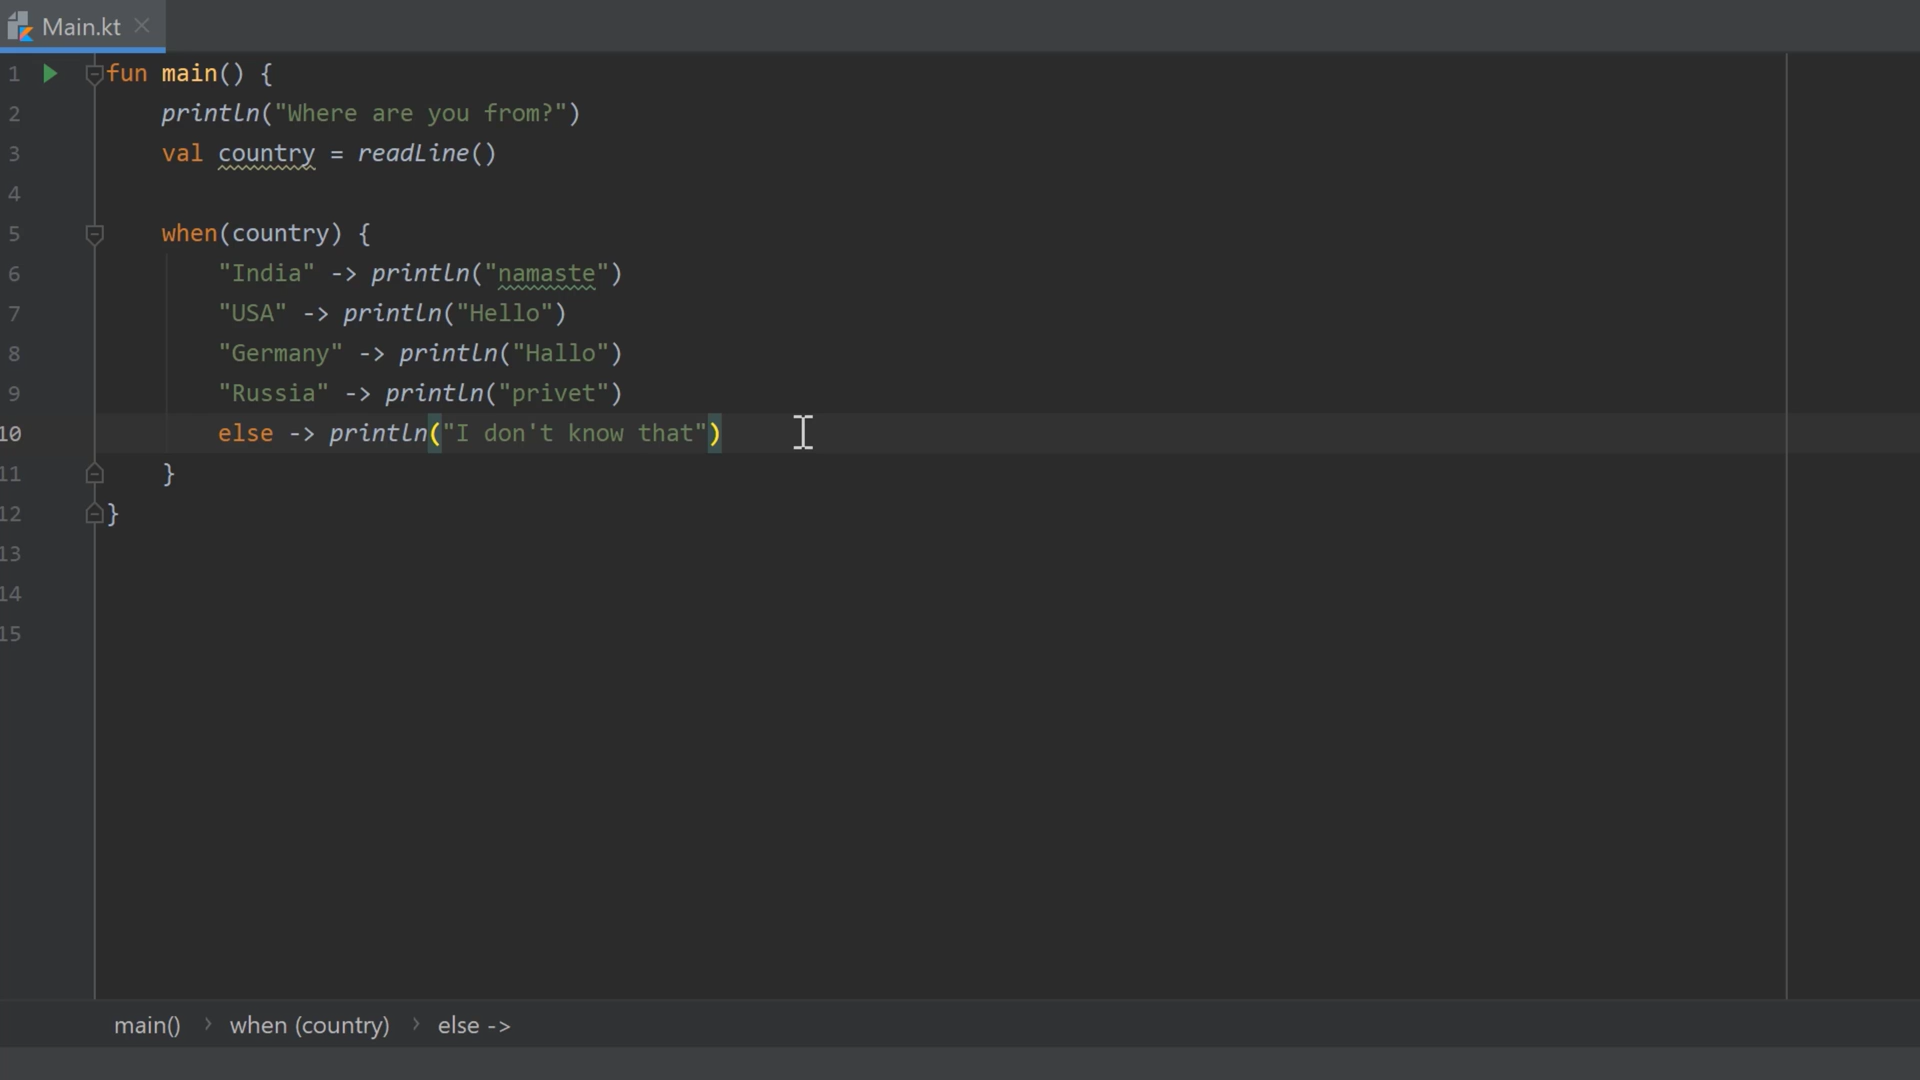 Main.kt
1 fun main() {
2 println("Where are you from?")
3 val country = readLine()
4
5 when(country) {
6 "India" -> println("namaste")
7 "USA" -> println("Hello")
8 "Germany" -> println("Hallo")
9 "Russia" -> println("privet")
10 else -> println("I don't know that")
11 }
12 }
13
14
15
main() › when (country) › else ->